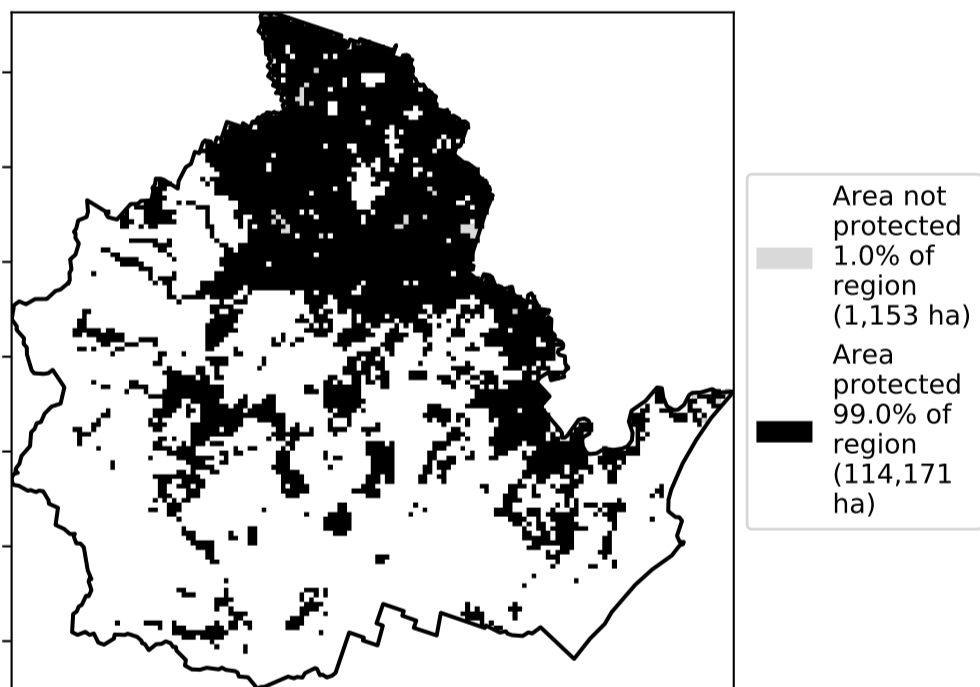 Area not
protected
1.0% of
region
(1,153 ha)
Area
protected
99.0% of
region
(114,171
ha)